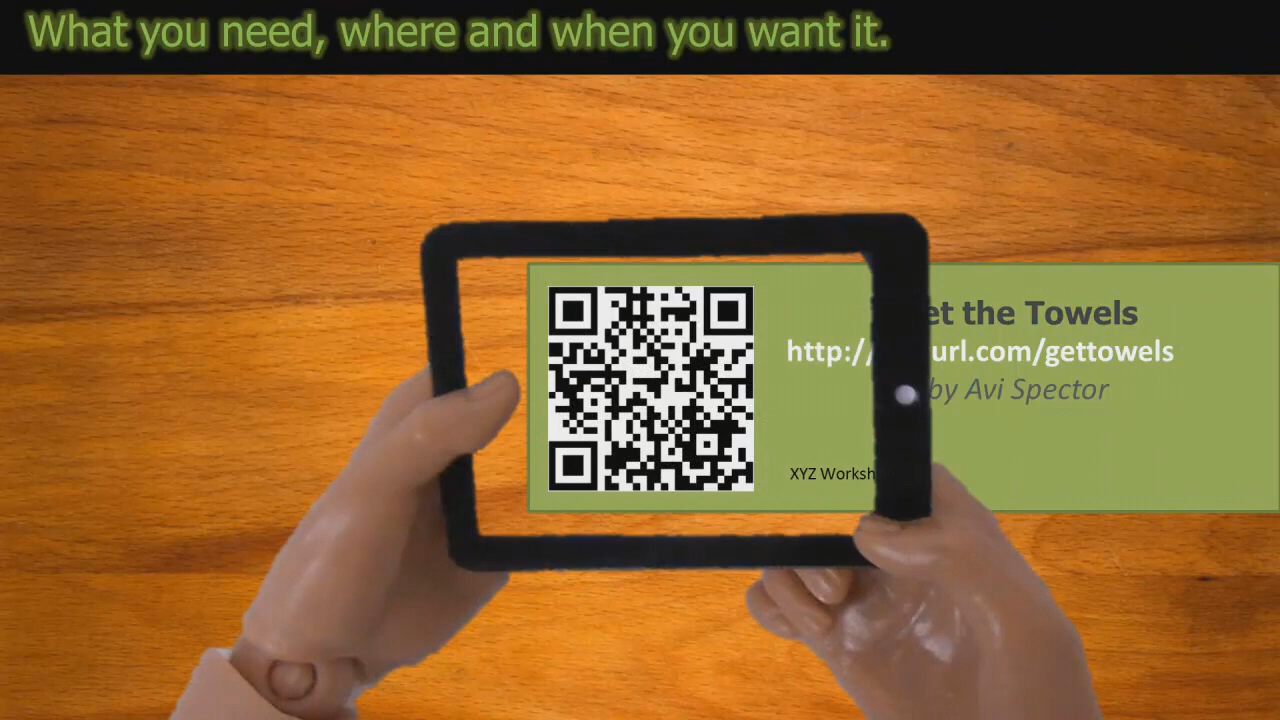 What you need, where and when you want it.
et the Towels
http:// url.com/gettowels
by Avi Spector
XYZ Worksh